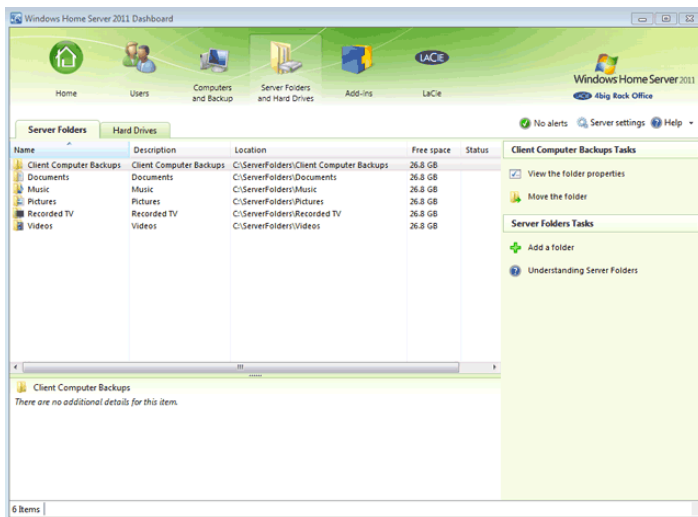 Windows Home Server 2011 Dashboard
Home
Users
Computers and Backup
Server Folders and Hard Drives
Add-ins
LACIE
LaCie
Windows Home Server 2011
LACIE 4big Rack Office
No alerts
Server settings
Help
Server Folders
Hard Drives
Name Description Location Free space Status
Client Computer Backups Client Computer Backups C:\ServerFolders\Client Computer Backups 26.8 GB
Documents Documents C:\ServerFolders\Documents 26.8 GB
Music Music C:\ServerFolders\Music 26.8 GB
Pictures Pictures C:\ServerFolders\Pictures 26.8 GB
Recorded TV Recorded TV C:\ServerFolders\Recorded TV 26.8 GB
Videos Videos C:\ServerFolders\Videos 26.8 GB
Client Computer Backups Tasks
View the folder properties
Move the folder
Server Folders Tasks
Add a folder
Understanding Server Folders
Client Computer Backups
There are no additional details for this item.
6 Items